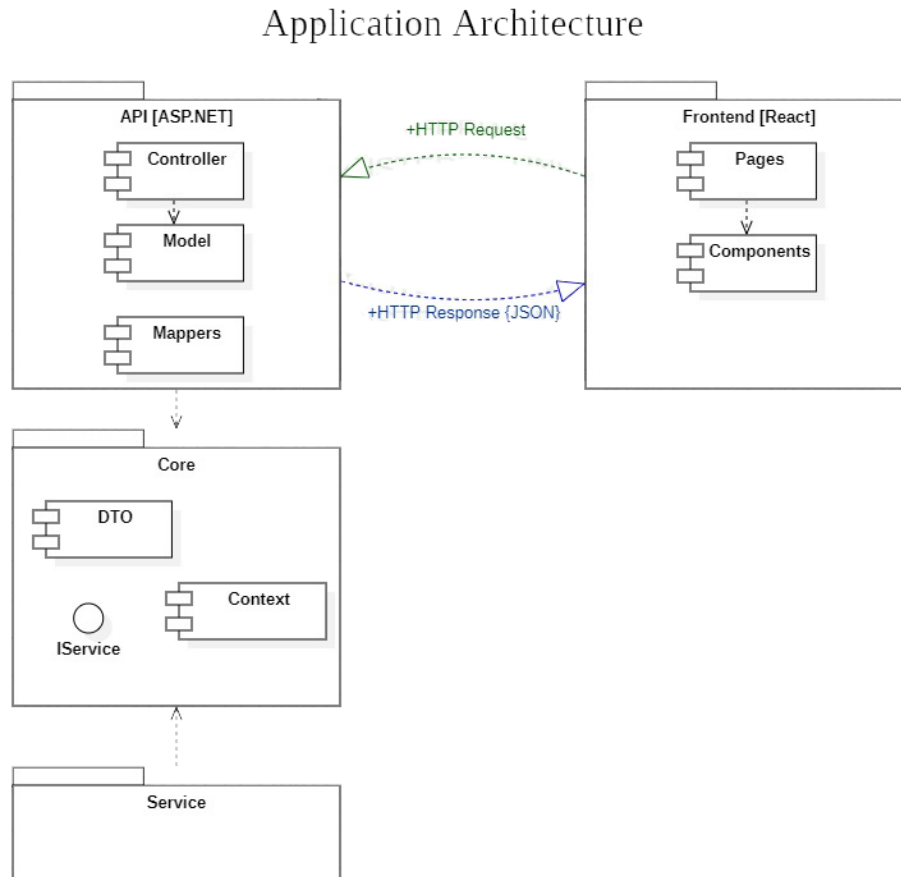 Application Architecture
API [ASP.NET]
Controller
Model
Mappers
+HTTP Request
+HTTP Response {JSON}
Frontend [React]
Pages
Components
Core
DTO
Context
IService
Service